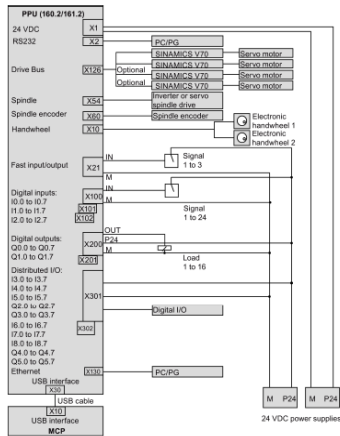 PPU (160.2/161.2)
24 VDC
X1
RS232
X2
PC/PG
SINAMICS V70
Servo motor
Drive Bus
X126
Optional
SINAMICS V70
Servo motor
SINAMICS V70
Servo motor
Optional
SINAMICS V70
Servo motor
Spindle
X54
Inverter or servo
spindle drive
Spindle encoder
X60
Spindle encoder
Handwheel
X10
Electronic
handwheel 1
Electronic
handwheel 2
Fast input/output
X21
IN
Signal
1 to 3
M
Digital inputs:
I0.0 to I0.7
I1.0 to I1.7
I2.0 to I2.7
X100
X101
X102
IN
M
Signal
1 to 24
Digital outputs:
Q0.0 to Q0.7
Q1.0 to Q1.7
X200
X201
OUT
P24
M
Load
1 to 16
Distributed I/O:
I3.0 to I3.7
I4.0 to I4.7
I5.0 to I5.7
Q2.0 to Q2.7
Q3.0 to Q3.7
X301
Digital I/O
I6.0 to I6.7
I7.0 to I7.7
I8.0 to I8.7
Q4.0 to Q4.7
Q5.0 to Q5.7
X302
Ethernet
X130
PC/PG
USB interface
X30
USB cable
X10
USB interface
MCP
M P24
M P24
24 VDC power supplies